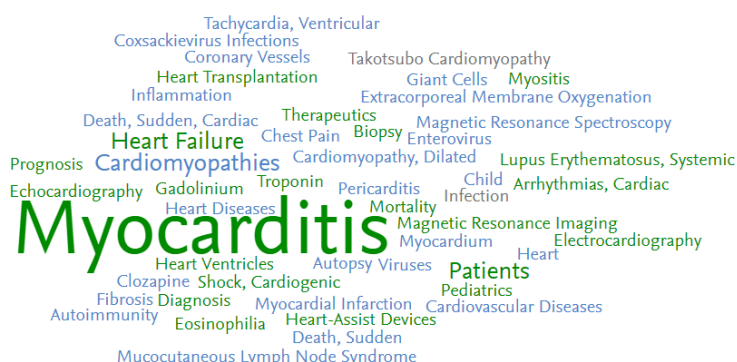 Tachycardia, Ventricular
Coxsackievirus Infections
Coronary Vessels Takotsubo Cardiomyopathy
Heart Transplantation Giant Cells Myositis
Inflammation Extracorporeal Membrane Oxygenation
Death, Sudden, Cardiac Therapeutics Magnetic Resonance Spectroscopy
Heart Failure Chest Pain Biopsy Enterovirus
Prognosis Cardiomyopathies Cardiomyopathy, Dilated Lupus Erythematosus, Systemic
Echocardiography Gadolinium Troponin Pericarditis Child Arrhythmias, Cardiac
Infection
Heart Diseases Mortality
Myocarditis Magnetic Resonance Imaging
Myocardium Electrocardiography
Heart
Heart Ventricles Autopsy Viruses Patients
Clozapine Shock, Cardiogenic Pediatrics
Fibrosis Diagnosis Myocardial Infarction Cardiovascular Diseases
Autoimmunity Eosinophilia Heart-Assist Devices
Death, Sudden
Mucocutaneous Lymph Node Syndrome